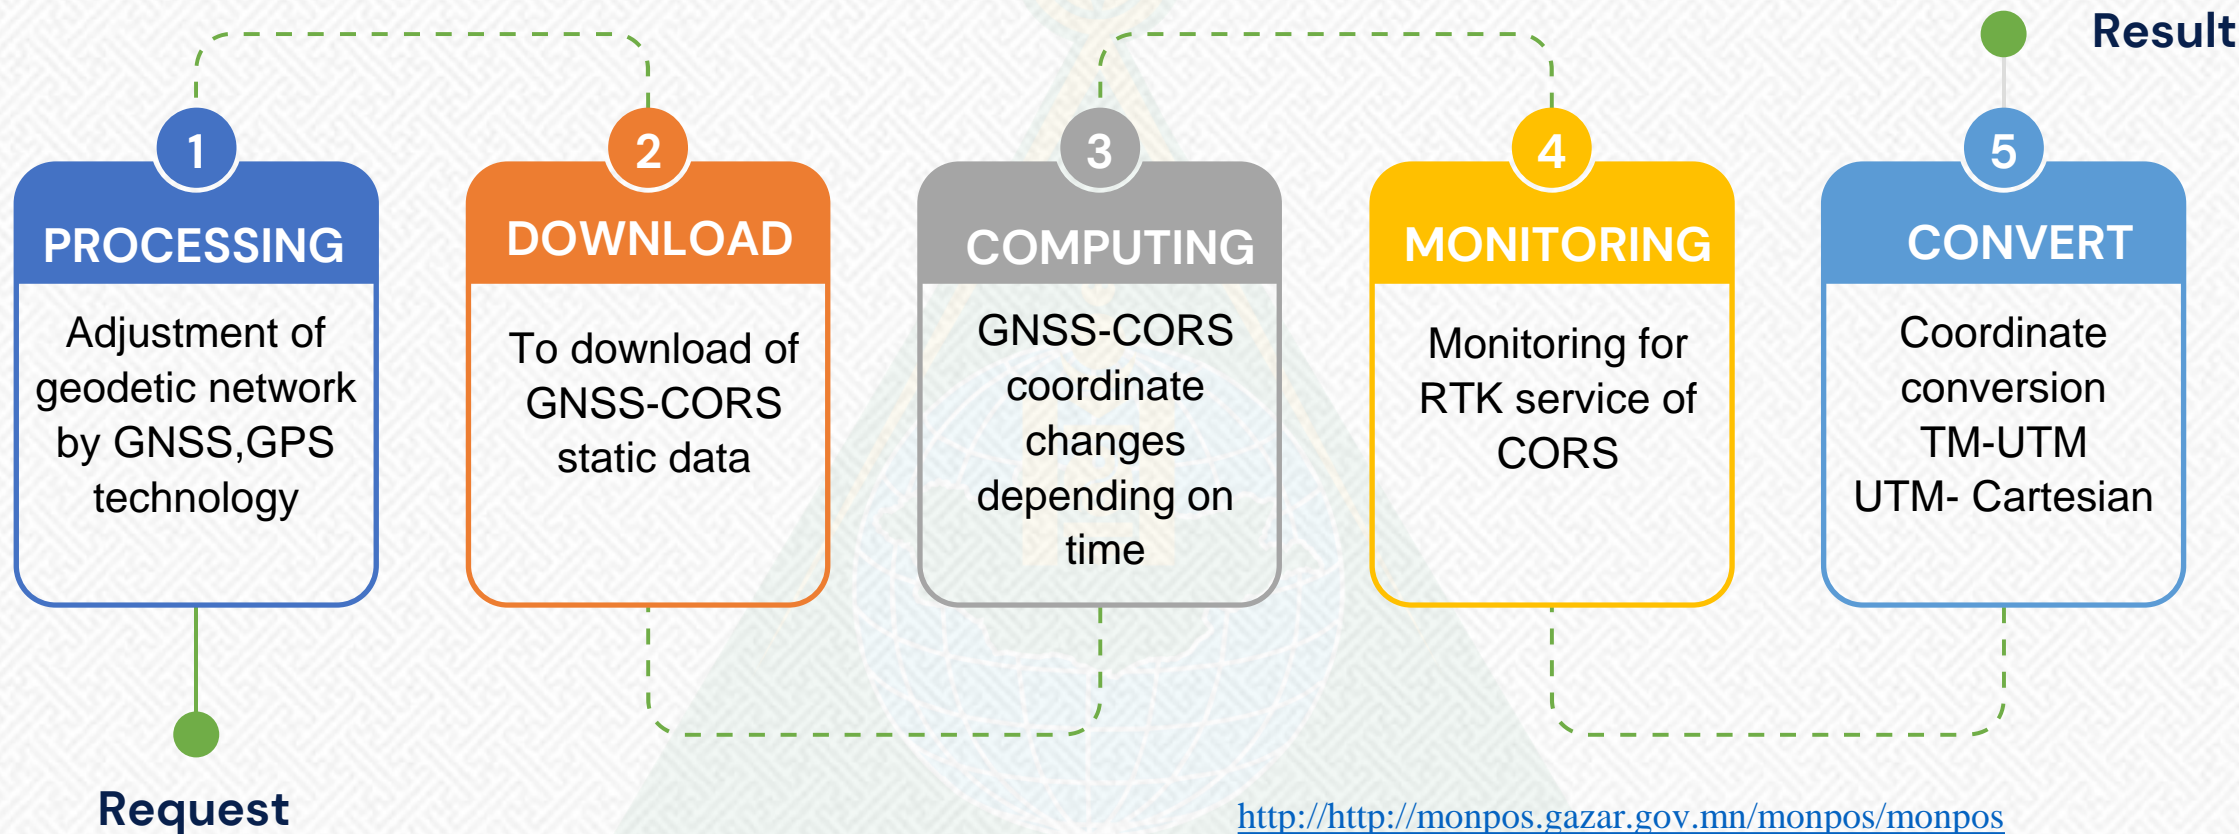 Result
1
PROCESSING
Adjustment of
geodetic network
by GNSS,GPS
technology
2
DOWNLOAD
To download of
GNSS-CORS
static data
3
COMPUTING
GNSS-CORS
coordinate
changes
depending on
time
4
MONITORING
Monitoring for
RTK service of
CORS
5
CONVERT
Coordinate
conversion
TM-UTM
UTM- Cartesian
Request
http://http://monpos.gazar.gov.mn/monpos/monpos